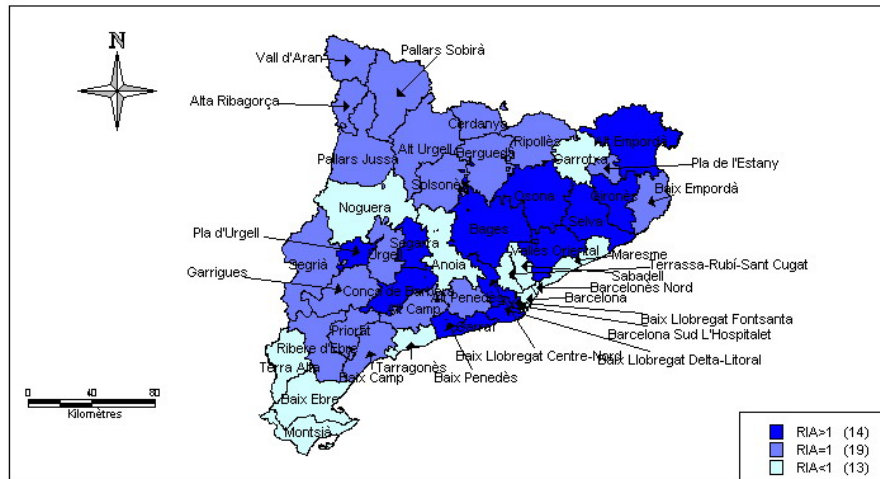 N
Vall d'Aran
Pallars Sobirà
Alta Ribagorça
Cerdanya
Alt Urgell
Ripollès
Alt Empordà
Berguedà
Garrotxa
Pallars Jussà
Pla de l'Estany
Solsonès
Baix Empordà
Noguera
Osona
Gironès
Selva
Pla d'Urgell
Bages
Segarra
Urgell
Vallès Oriental
Maresme
Segrià
Anoia
Terrassa-Rubí-Sant Cugat
Garrigues
Sabadell
Conca de Barberà
Barcelonès Nord
Alt Penedès
Barcelona
Alt Camp
Baix Llobregat Fontsanta
Priorat
Garraf
Barcelona Sud L'Hospitalet
Ribera d'Ebre
Baix Llobregat Centre-Nord
Baix Llobregat Delta-Litoral
Terra Alta
Tarragonès
Baix Camp
Baix Penedès
Baix Ebre
Montsià
0 40 80
Kilomètres
RIA>1 (14)
RIA=1 (19)
RIA<1 (13)